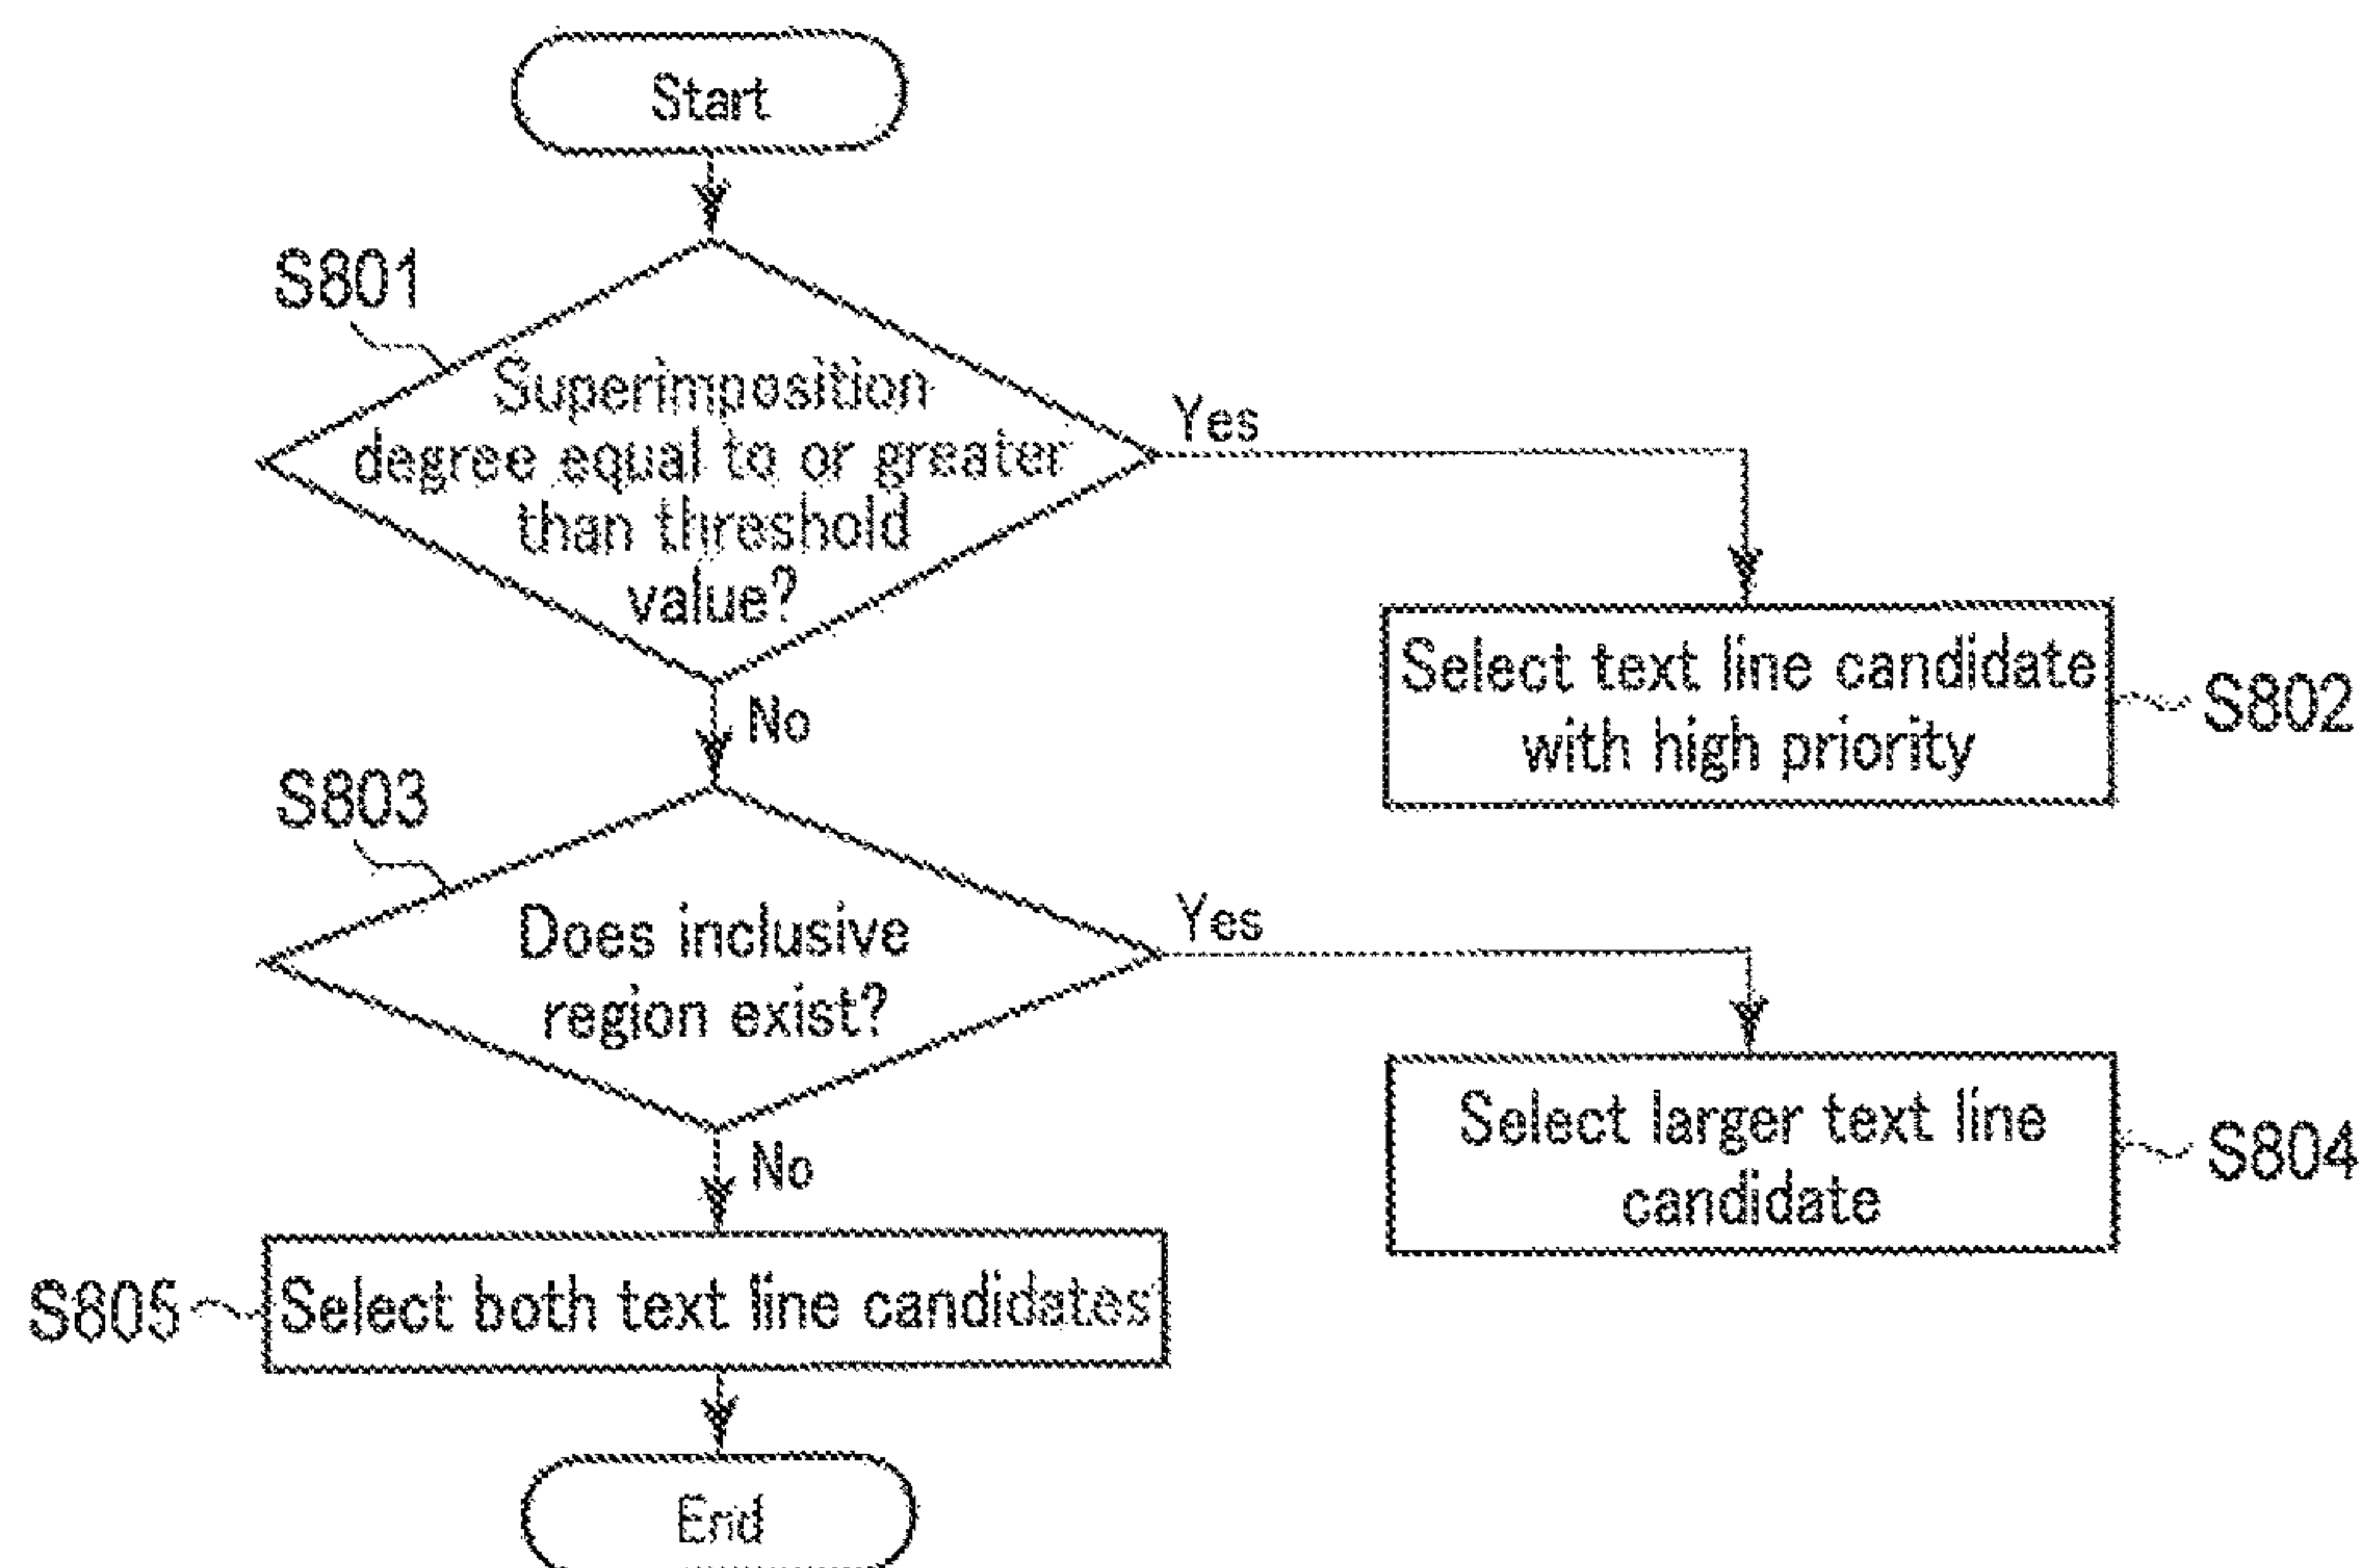 Start
S801
Superimposition
degree equal to or greater
than threshold
value?
Yes
Select text line candidate
with high priority
S802
No
S803
Does inclusive
region exist?
Yes
Select larger text line
candidate
S804
No
S805
Select both text line candidates
End